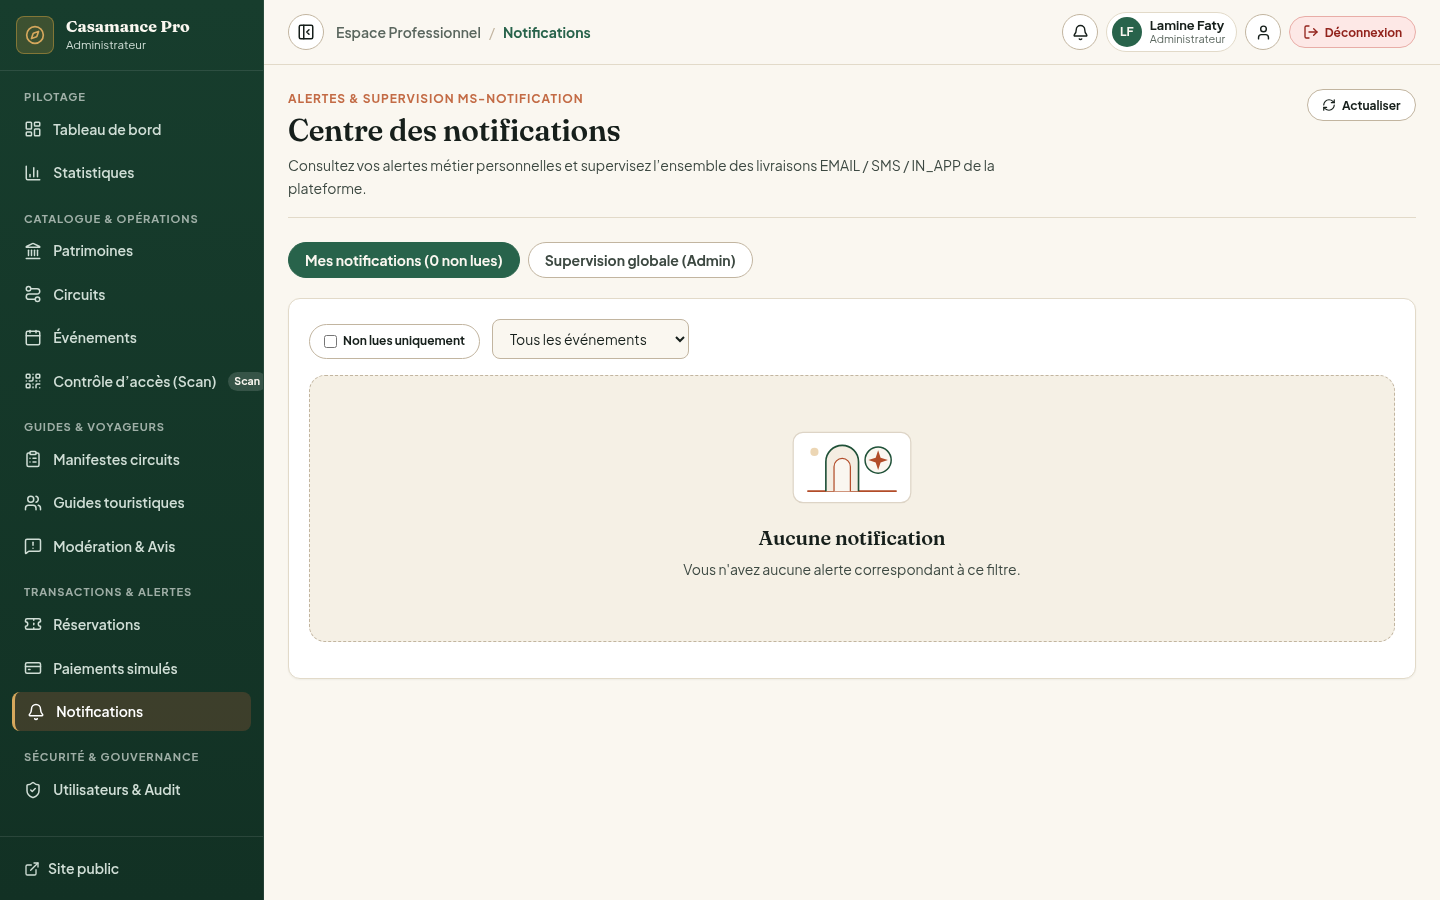 Casamance Pro
Administrateur
PILOTAGE
Tableau de bord
Statistiques
CATALOGUE & OPÉRATIONS
Patrimoines
Circuits
Événements
Contrôle d’accès (Scan)
Scan
GUIDES & VOYAGEURS
Manifestes circuits
Guides touristiques
Modération & Avis
TRANSACTIONS & ALERTES
Réservations
Paiements simulés
Notifications
SÉCURITÉ & GOUVERNANCE
Utilisateurs & Audit
Site public
Espace Professionnel / Notifications
LF
Lamine Faty
Administrateur
Déconnexion
ALERTES & SUPERVISION MS-NOTIFICATION
Centre des notifications
Consultez vos alertes métier personnelles et supervisez l’ensemble des livraisons EMAIL / SMS / IN_APP de la
plateforme.
Actualiser
Mes notifications (0 non lues)
Supervision globale (Admin)
Non lues uniquement
Tous les événements
Aucune notification
Vous n’avez aucune alerte correspondant à ce filtre.